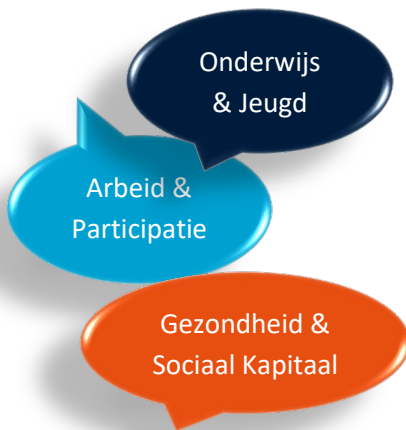 Onderwijs
& Jeugd
Arbeid &
Participatie
Gezondheid &
Sociaal Kapitaal